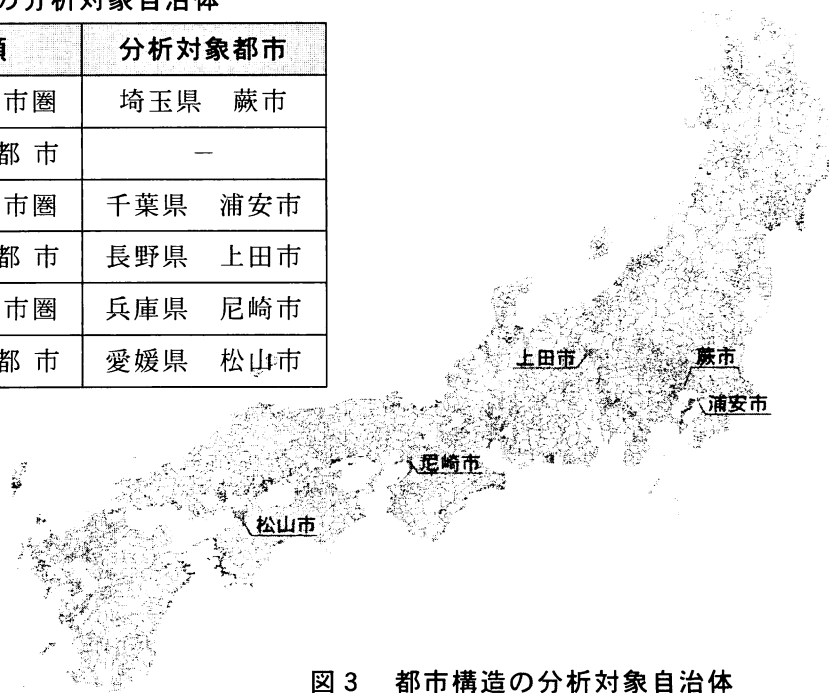 の分析対象自治体
類 分析対象都市
市圏 埼玉県 蕨市
都市 －
市圏 千葉県 浦安市
都市 長野県 上田市
市圏 兵庫県 尼崎市
都市 愛媛県 松山市
上田市
蕨市
浦安市
尼崎市
松山市
図3 都市構造の分析対象自治体